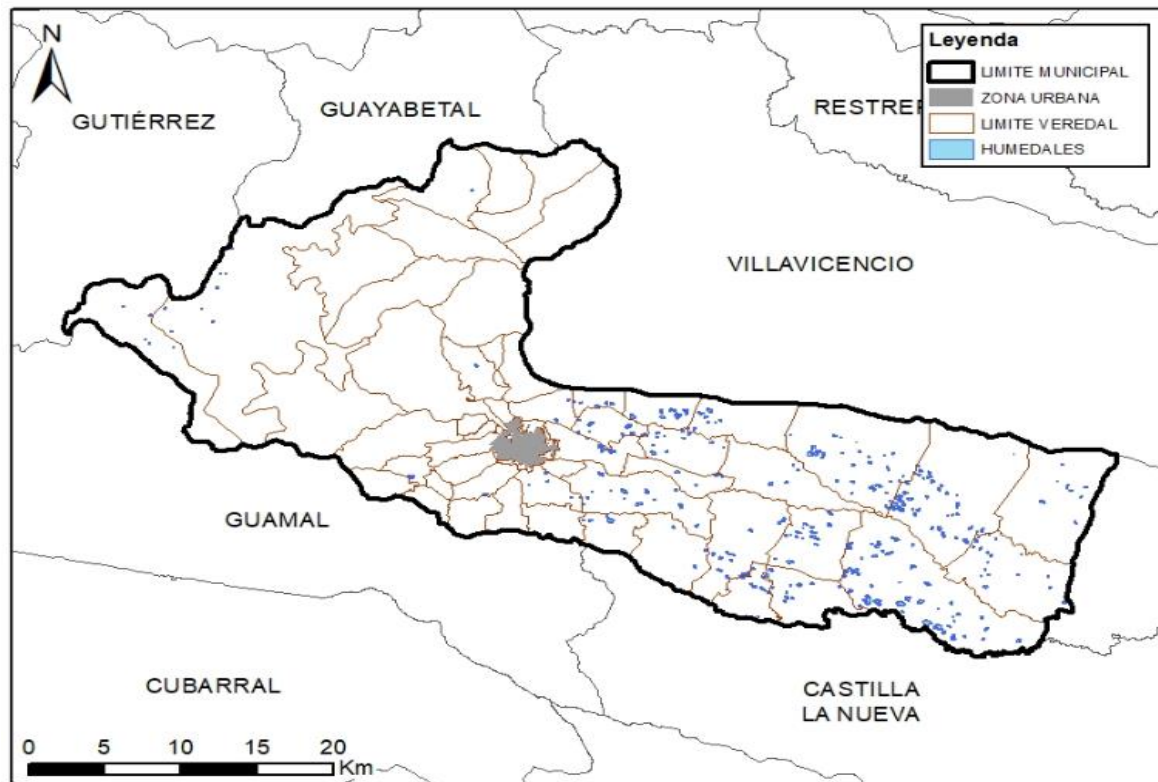 N
Leyenda
LIMITE MUNICIPAL
ZONA URBANA
LIMITE VEREDAL
HUMEDALES
GUTIÉRREZ
GUAYABETAL
RESTRE
VILLAVICENCIO
GUAMAL
CUBARRAL
CASTILLA
LA NUEVA
0 5 10 15 20
Km